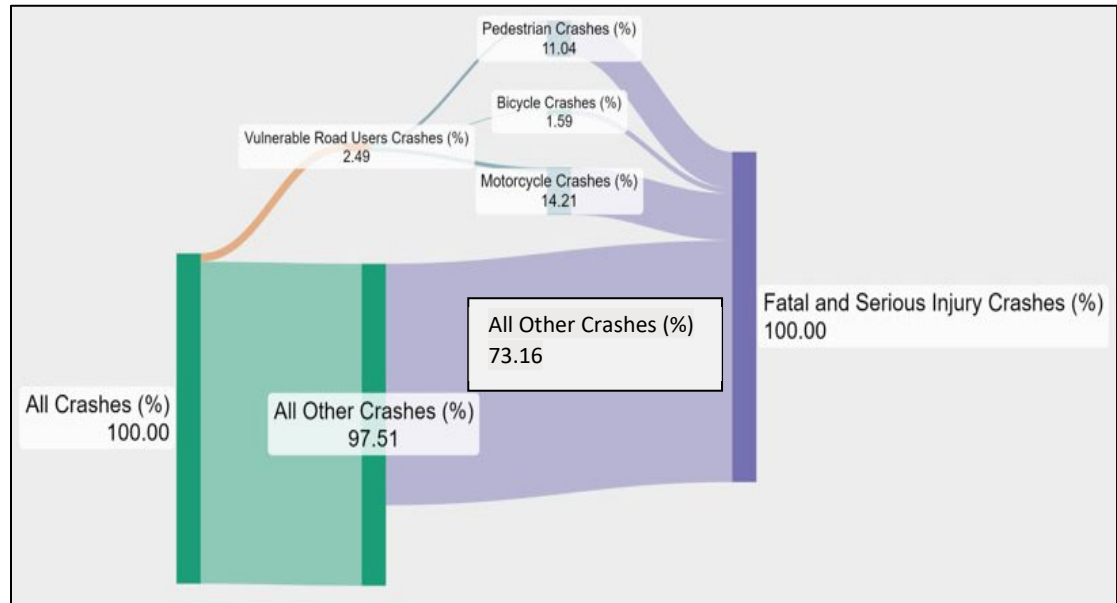 Pedestrian Crashes (%)
11.04
Bicycle Crashes (%)
1.59
Vulnerable Road Users Crashes (%)
2.49
Motorcycle Crashes (%)
14.21
All Other Crashes (%)
73.16
Fatal and Serious Injury Crashes (%)
100.00
All Crashes (%)
100.00
All Other Crashes (%)
97.51